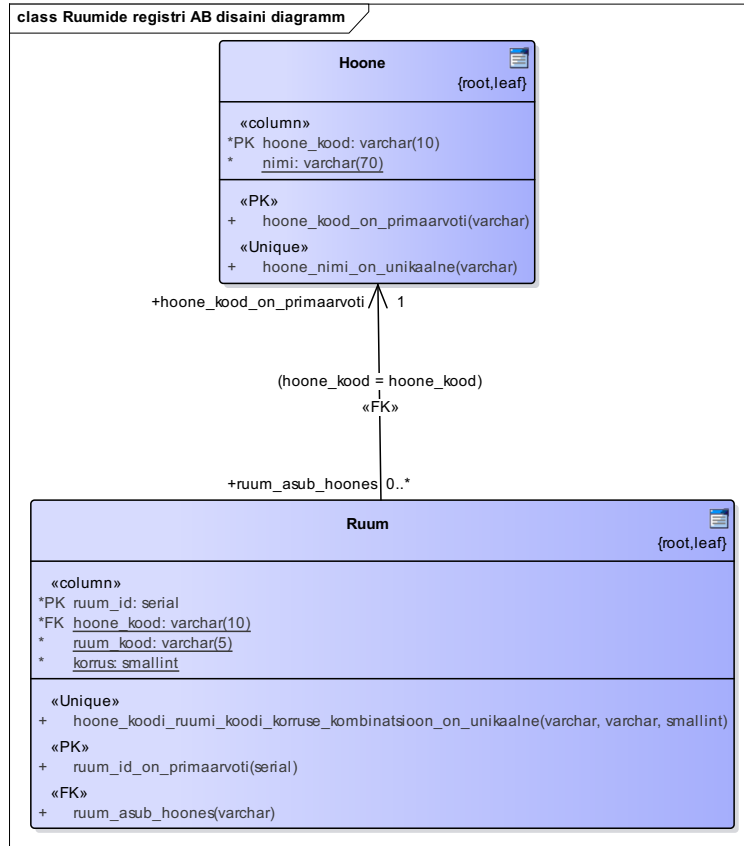 class Ruumide registri AB disaini diagramm
Hoone
{root,leaf}
«column»
*PK hoone_kood: varchar(10)
* nimi: varchar(70)
«PK»
+ hoone_kood_on_primaarvoti(varchar)
«Unique»
+ hoone_nimi_on_unikaalne(varchar)
+hoone_kood_on_primaarvoti 1
(hoone_kood = hoone_kood)
«FK»
+ruum_asub_hoones 0..*
Ruum
{root,leaf}
«column»
*PK ruum_id: serial
*FK hoone_kood: varchar(10)
* ruum_kood: varchar(5)
* korrus: smallint
«Unique»
+ hoone_koodi_ruumi_koodi_korruse_kombinatsioon_on_unikaalne(varchar, varchar, smallint)
«PK»
+ ruum_id_on_primaarvoti(serial)
«FK»
+ ruum_asub_hoones(varchar)